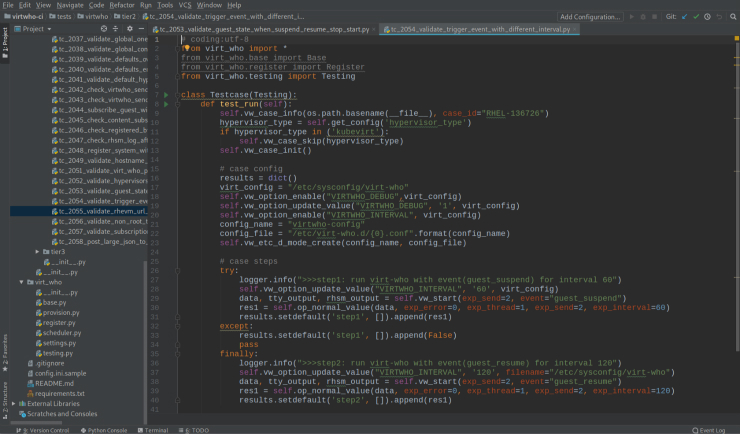 File Edit View Navigate Code Refactor Run Tools VCS Window Help
virtwho-ci tests virtwho tier2 tc_2054_validate_trigger_event_with_different_i...
Add Configuration... Git:
Project
tc_2053_validate_guest_state_when_suspend_resume_stop_start.py
tc_2054_validate_trigger_event_with_different_interval.py
1: Project
2: Favorites
2: Structure
tc_2037_validate_global_one
tc_2038_validate_global_con
tc_2039_validate_defaults_o
tc_2040_validate_defaults_e
tc_2041_validate_default_hy
tc_2042_check_virtwho_send
tc_2043_check_virtwho_send
tc_2044_subscribe_guest_wi
tc_2045_check_content_subs
tc_2046_check_registered_b
tc_2047_check_rhsm_log_aft
tc_2048_register_system_wit
tc_2049_validate_hostname_
tc_2051_validate_virt_who_p
tc_2052_validate_hypervisors
tc_2053_validate_guest_state
tc_2054_validate_trigger_eve
tc_2055_validate_rhevm_url_
tc_2056_validate_non_root_f
tc_2057_validate_subscriptio
tc_2058_post_large_json_to_
tier3
__init__.py
__init__.py
virt_who
__init__.py
base.py
provision.py
register.py
scheduler.py
settings.py
testing.py
.gitignore
config.ini.sample
README.md
requirements.txt
External Libraries
Scratches and Consoles
1 # coding:utf-8
2 from virt_who import *
3 from virt_who.base import Base
4 from virt_who.register import Register
5 from virt_who.testing import Testing
6
7 class Testcase(Testing):
8 def test_run(self):
9 self.vw_case_info(os.path.basename(__file__), case_id="RHEL-136726")
10 hypervisor_type = self.get_config('hypervisor_type')
11 if hypervisor_type in ('kubevirt'):
12 self.vw_case_skip(hypervisor_type)
13 self.vw_case_init()
14
15 # case config
16 results = dict()
17 virt_config = "/etc/sysconfig/virt-who"
18 self.vw_option_enable("VIRTWHO_DEBUG",virt_config)
19 self.vw_option_update_value("VIRTWHO_DEBUG", '1', virt_config)
20 self.vw_option_enable("VIRTWHO_INTERVAL", virt_config)
21 config_name = "virtwho-config"
22 config_file = "/etc/virt-who.d/{0}.conf".format(config_name)
23 self.vw_etc_d_mode_create(config_name, config_file)
24
25 # case steps
26 try:
27 logger.info(">>>step1: run virt-who with event(guest_suspend) for interval 60")
28 self.vw_option_update_value("VIRTWHO_INTERVAL", '60', virt_config)
29 data, tty_output, rhsm_output = self.vw_start(exp_send=2, event="guest_suspend")
30 res1 = self.op_normal_value(data, exp_error=0, exp_thread=1, exp_send=2, exp_interval=60)
31 results.setdefault('step1', []).append(res1)
32 except:
33 results.setdefault('step1', []).append(False)
34 pass
35 finally:
36 logger.info(">>>step2: run virt-who with event(guest_resume) for interval 120")
37 self.vw_option_update_value("VIRTWHO_INTERVAL", '120', filename="/etc/sysconfig/virt-who")
38 data, tty_output, rhsm_output = self.vw_start(exp_send=2, event="guest_resume")
39 res1 = self.op_normal_value(data, exp_error=0, exp_thread=1, exp_send=2, exp_interval=120)
40 results.setdefault('step2', []).append(res1)
41
9: Version Control Python Console Terminal 6: TODO Event Log